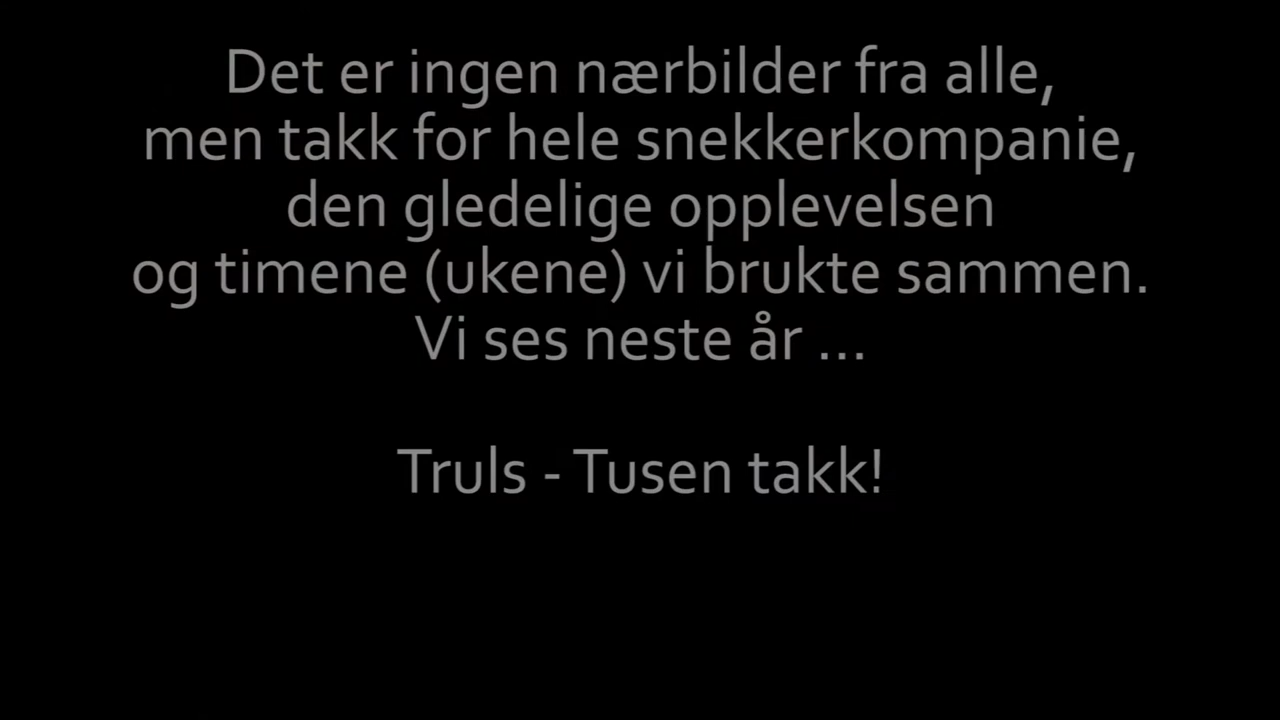 Det er ingen nærbilder fra alle,
men takk for hele snekkerkompanie,
den gledelige opplevelsen
og timene (ukene) vi brukte sammen.
Vi ses neste år ...
Truls - Tusen takk!